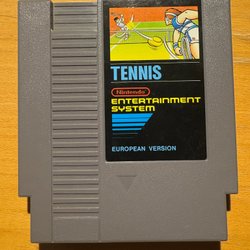 TENNIS
Nintendo
ENTERTAINMENT
SYSTEM
EUROPEAN VERSION